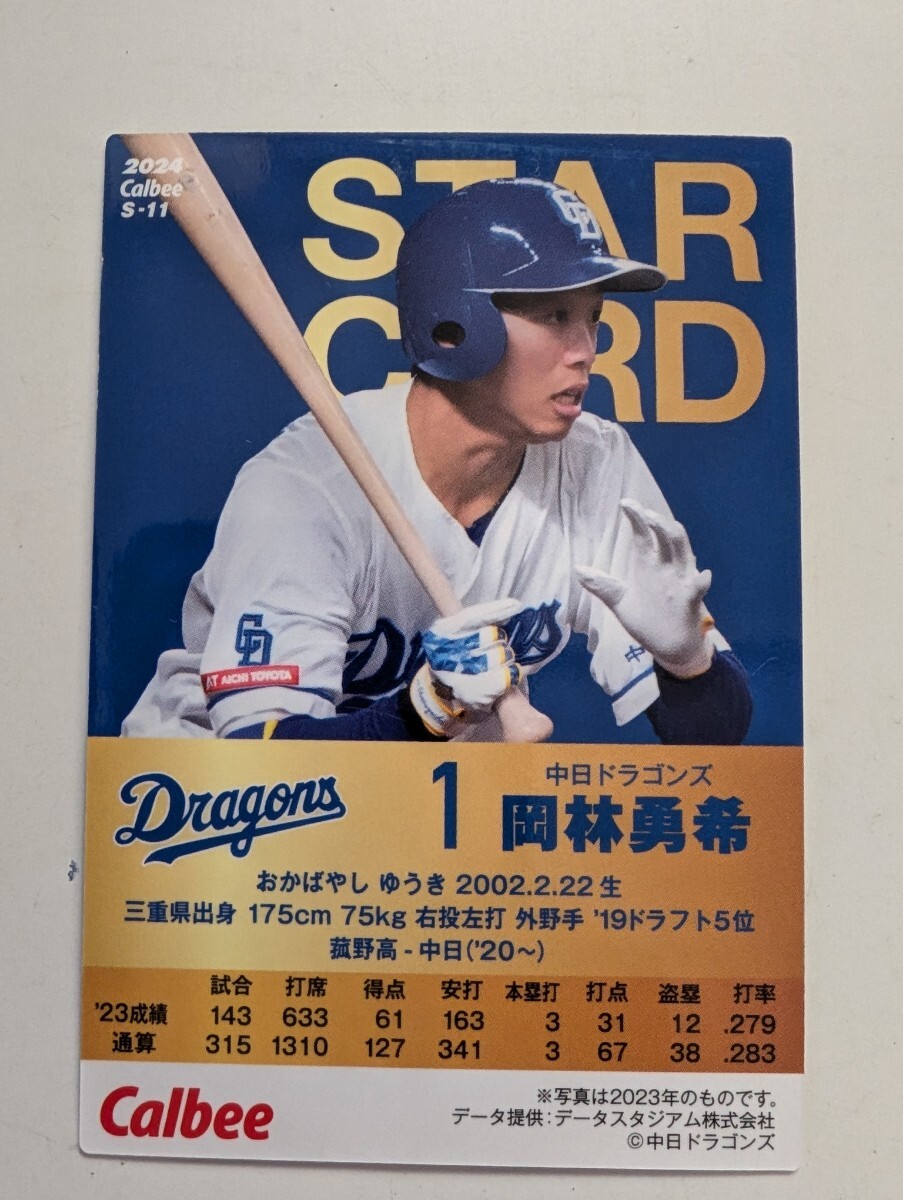 2024
Calbee
S-11
STAR
CARD
CD
CD
AT AICHI TOYOTA
Dragons
中
Dragons
1
中日ドラゴンズ
岡林勇希
おかばやし ゆうき 2002.2.22生
三重県出身 175cm 75kg 右投左打 外野手 '19ドラフト5位
菰野高-中日('20～)
試合 打席 得点 安打 本塁打 打点 盗塁 打率
'23成績 143 633 61 163 3 31 12 .279
通算 315 1310 127 341 3 67 38 .283
Calbee
※写真は2023年のものです。
データ提供:データスタジアム株式会社
©中日ドラゴンズ